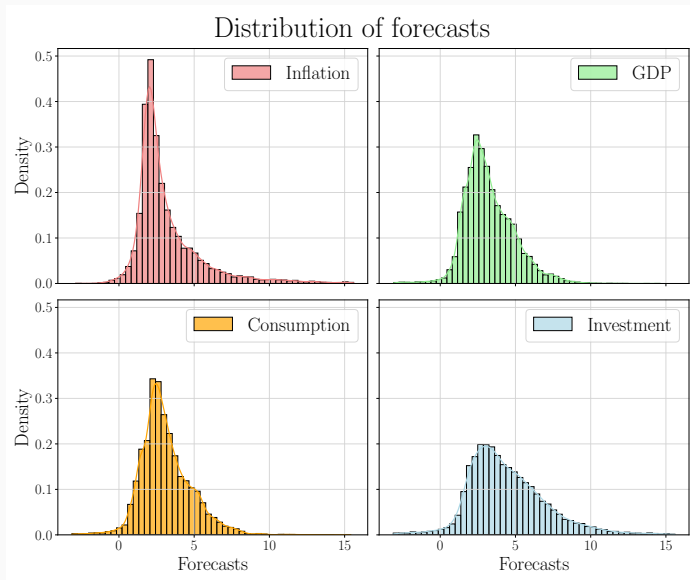 Distribution of forecasts
Inflation
GDP
Density
0.5
0.4
0.3
0.2
0.1
0.0
Consumption
Investment
Density
0.5
0.4
0.3
0.2
0.1
0.0
0 5 10 15
0 5 10 15
Forecasts
Forecasts